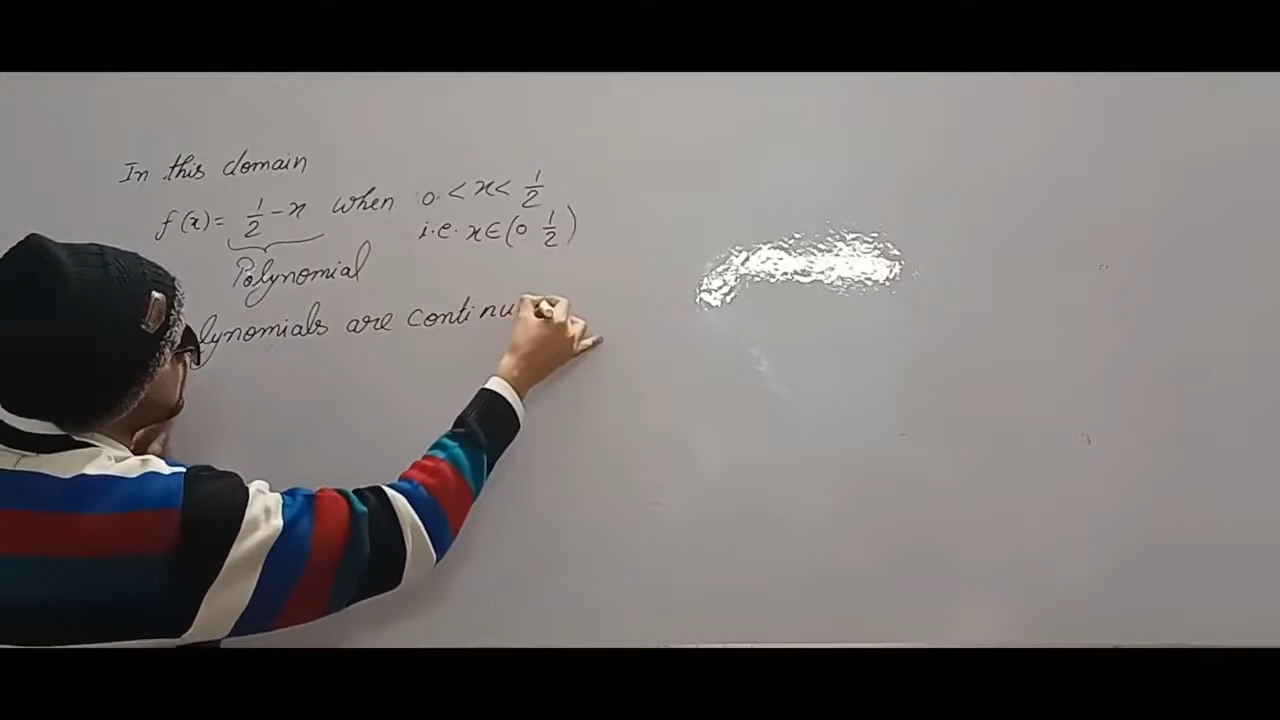 In this domain
f(x) = 1/2 - x when 0 < x < 1/2
i.e. x ∈ (0 1/2)
Polynomial
lynomials are continu